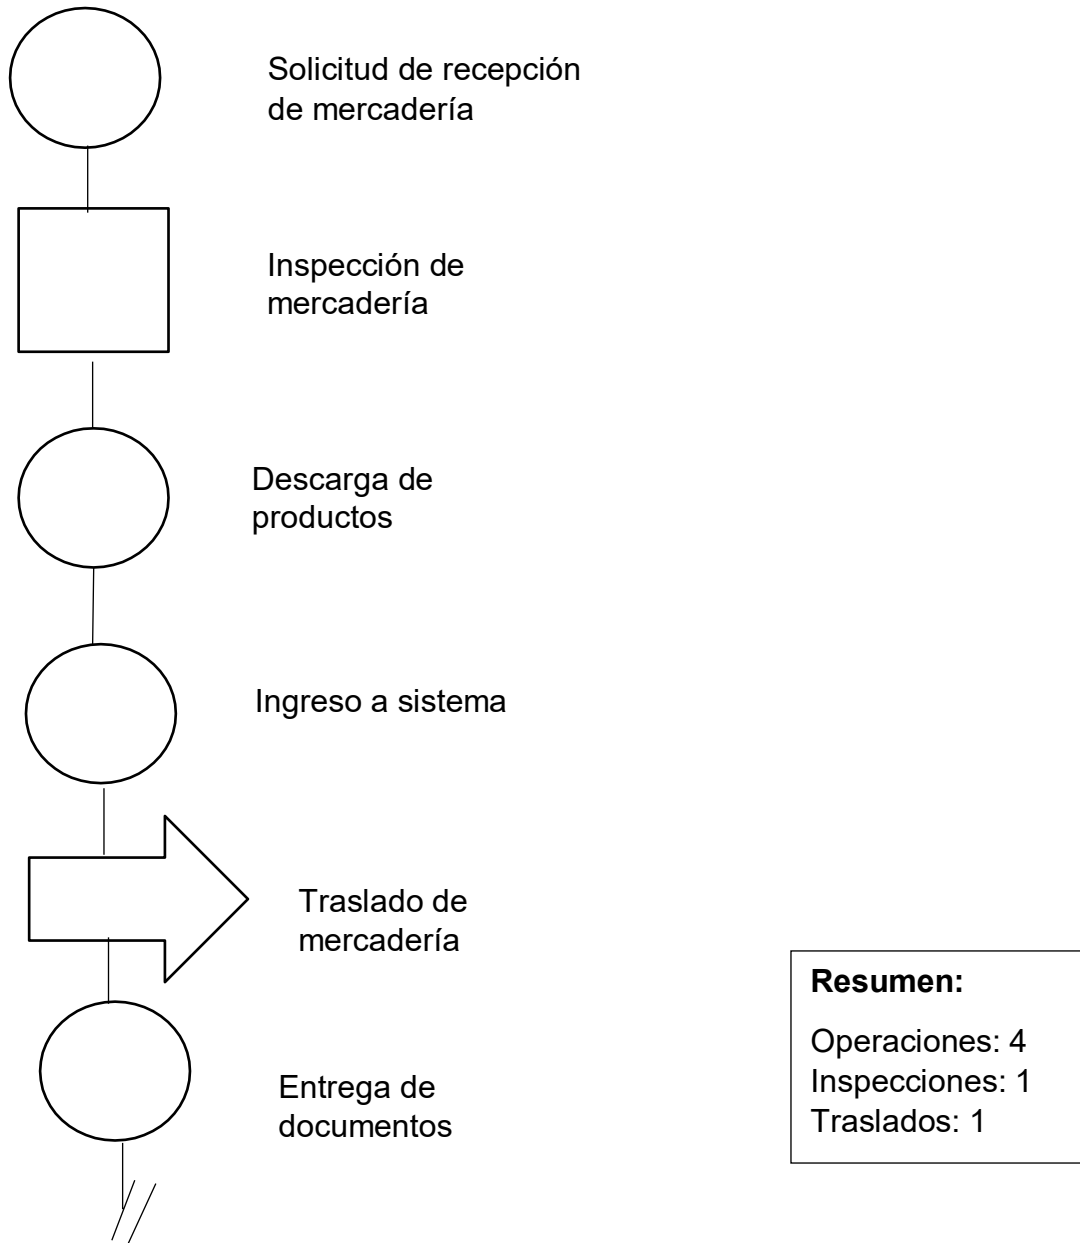 Solicitud de recepción
de mercadería
Inspección de
mercadería
Descarga de
productos
Ingreso a sistema
Traslado de
mercadería
Entrega de
documentos
Resumen:
Operaciones: 4
Inspecciones: 1
Traslados: 1